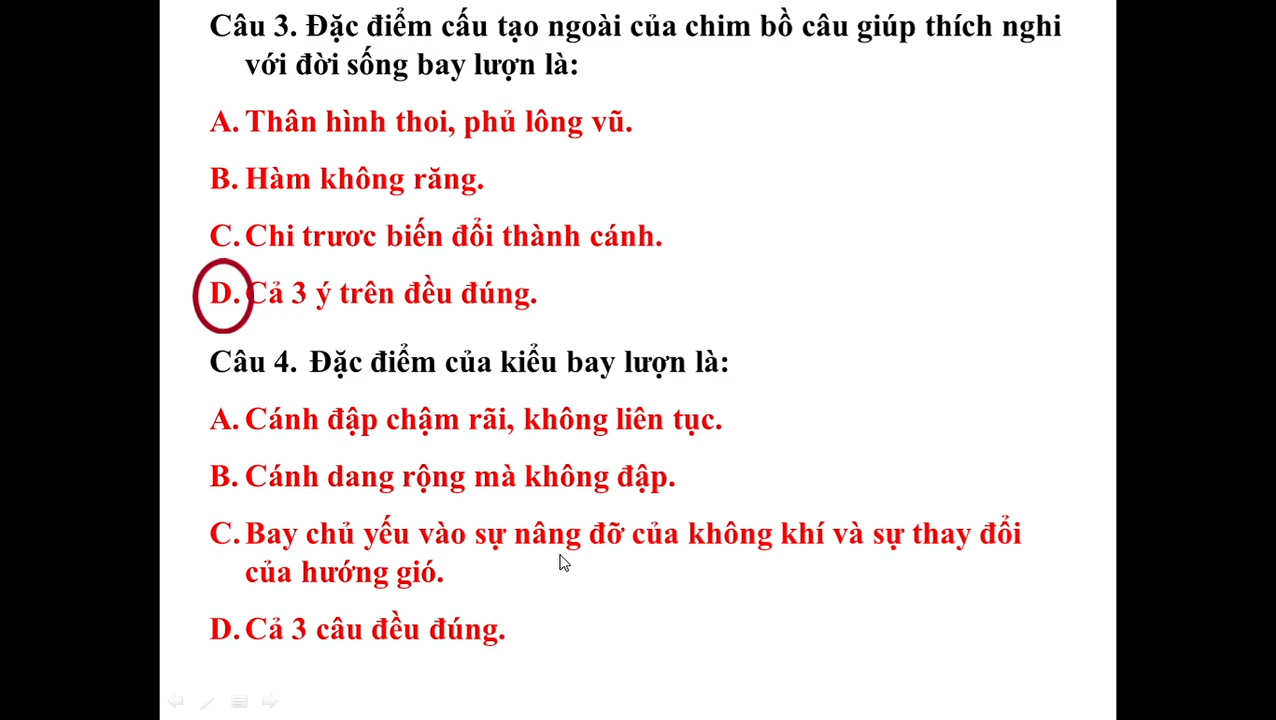 Câu 3. Đặc điểm cấu tạo ngoài của chim bồ câu giúp thích nghi
với đời sống bay lượn là:
A. Thân hình thoi, phủ lông vũ.
B. Hàm không răng.
C. Chi trươc biến đổi thành cánh.
D. Cả 3 ý trên đều đúng.
Câu 4. Đặc điểm của kiểu bay lượn là:
A. Cánh đập chậm rãi, không liên tục.
B. Cánh dang rộng mà không đập.
C. Bay chủ yếu vào sự nâng đỡ của không khí và sự thay đổi
của hướng gió.
D. Cả 3 câu đều đúng.